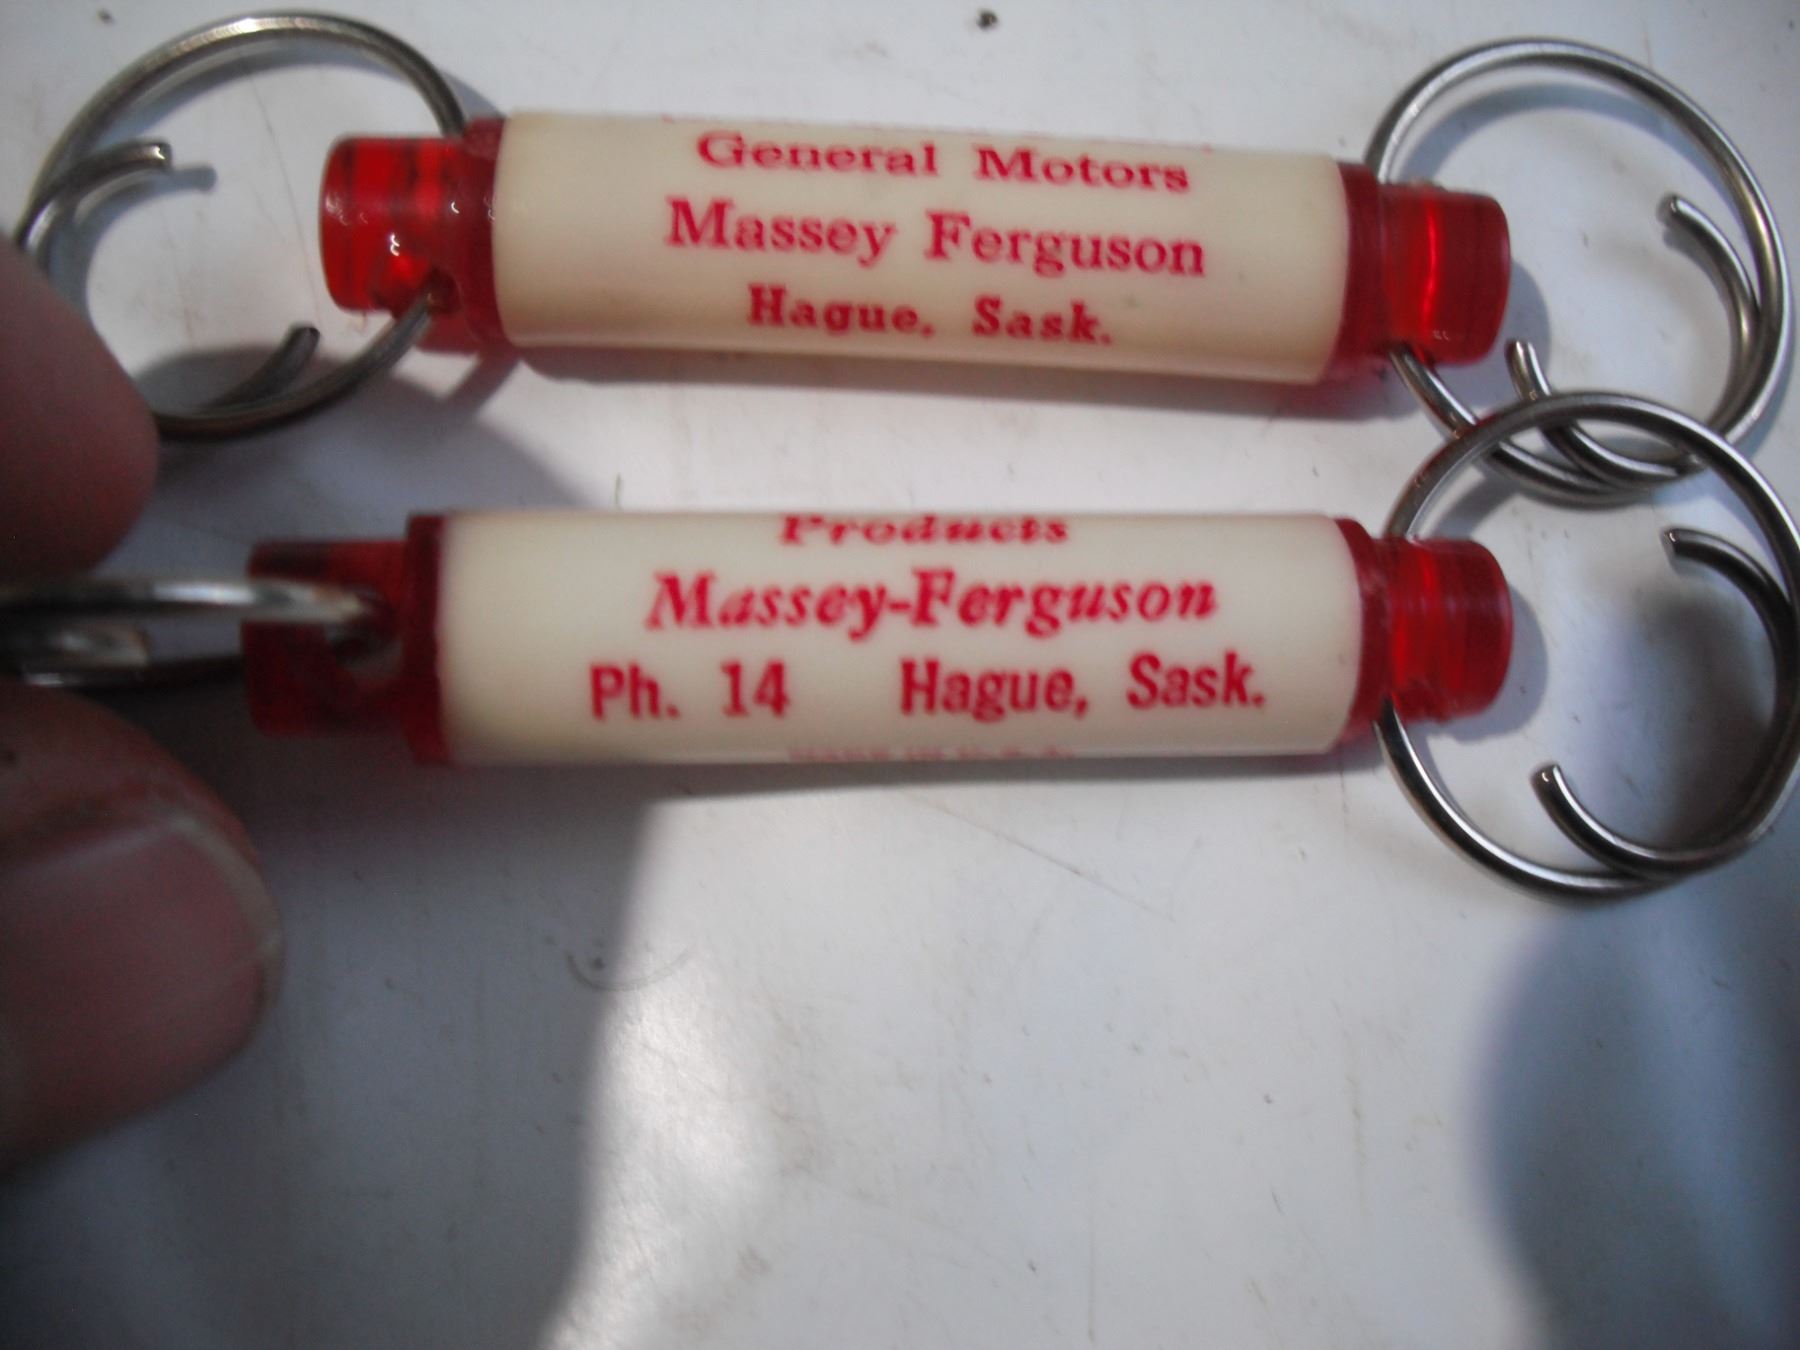 General Motors
Massey Ferguson
Hague, Sask.
Products
Massey-Ferguson
Ph. 14 Hague, Sask.